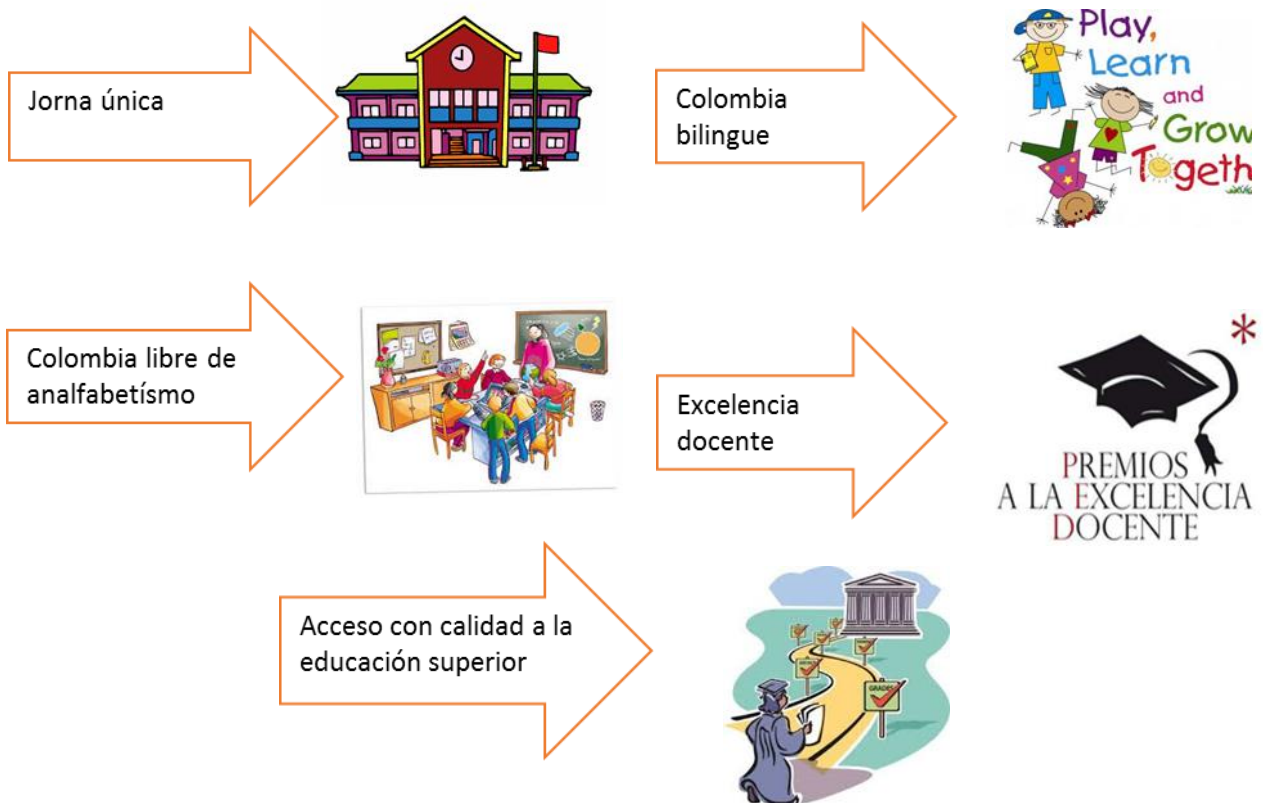 Jorna única
Colombia
bilingue
Play,
Learn
and
Grow
Togeth
Colombia libre de
analfabetísmo
Excelencia
docente
PREMIOS
A LA EXCELENCIA
DOCENTE
Acceso con calidad a la
educación superior
GRADES